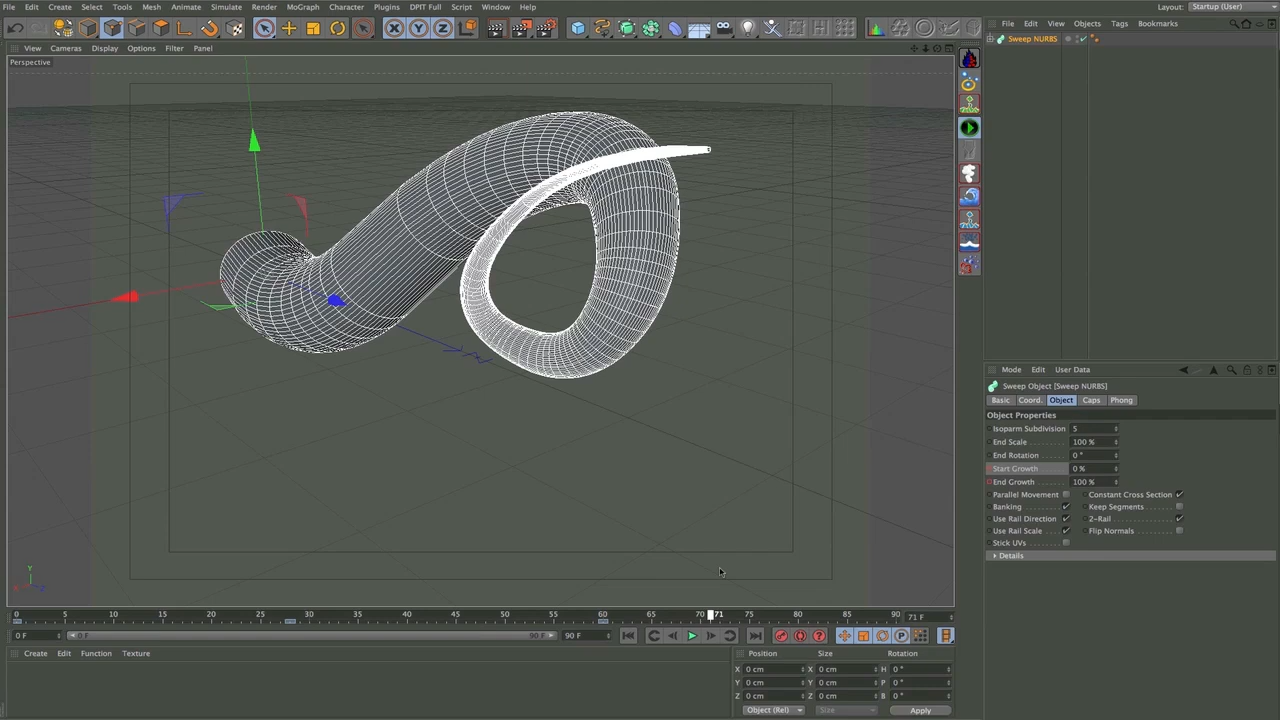 File Edit Create Select Tools Mesh Animate Simulate Render MoGraph Character Plugins DPIT Full Script Window Help
Layout: Startup (User)
X Y Z
File Edit View Objects Tags Bookmarks
Sweep NURBS
View Cameras Display Options Filter Panel
Perspective
Mode Edit User Data
Sweep Object [Sweep NURBS]
Basic Coord. Object Caps Phong
Object Properties
Isoparm Subdivision 5
End Scale 100 %
End Rotation 0 °
Start Growth 0 %
End Growth 100 %
Parallel Movement Constant Cross Section
Banking Keep Segments
Use Rail Direction 2-Rail
Use Rail Scale Flip Normals
Stick UVs
Details
Y
X Z
0 5 10 15 20 25 30 35 40 45 50 55 60 65 70 71 75 80 85 90 71 F
0 F 0 F 90 F 90 F P
Create Edit Function Texture
Position Size Rotation
X 0 cm X 0 cm H 0 °
Y 0 cm Y 0 cm P 0 °
Z 0 cm Z 0 cm B 0 °
Object (Rel) Size Apply